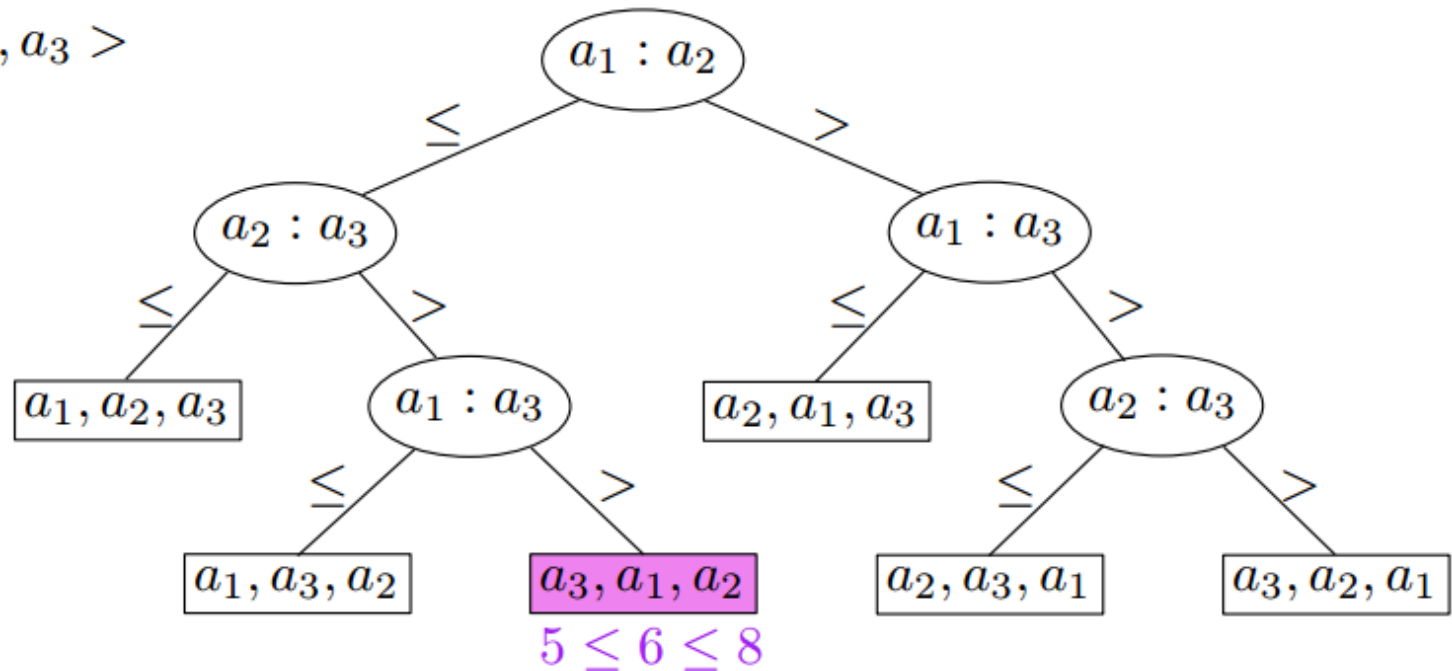 , a₃ >
a₁ : a₂
≤ >
a₂ : a₃ a₁ : a₃
≤ > ≤ >
a₁, a₂, a₃ a₁ : a₃ a₂, a₁, a₃ a₂ : a₃
≤ > ≤ >
a₁, a₃, a₂ a₃, a₁, a₂ a₂, a₃, a₁ a₃, a₂, a₁
5 ≤ 6 ≤ 8